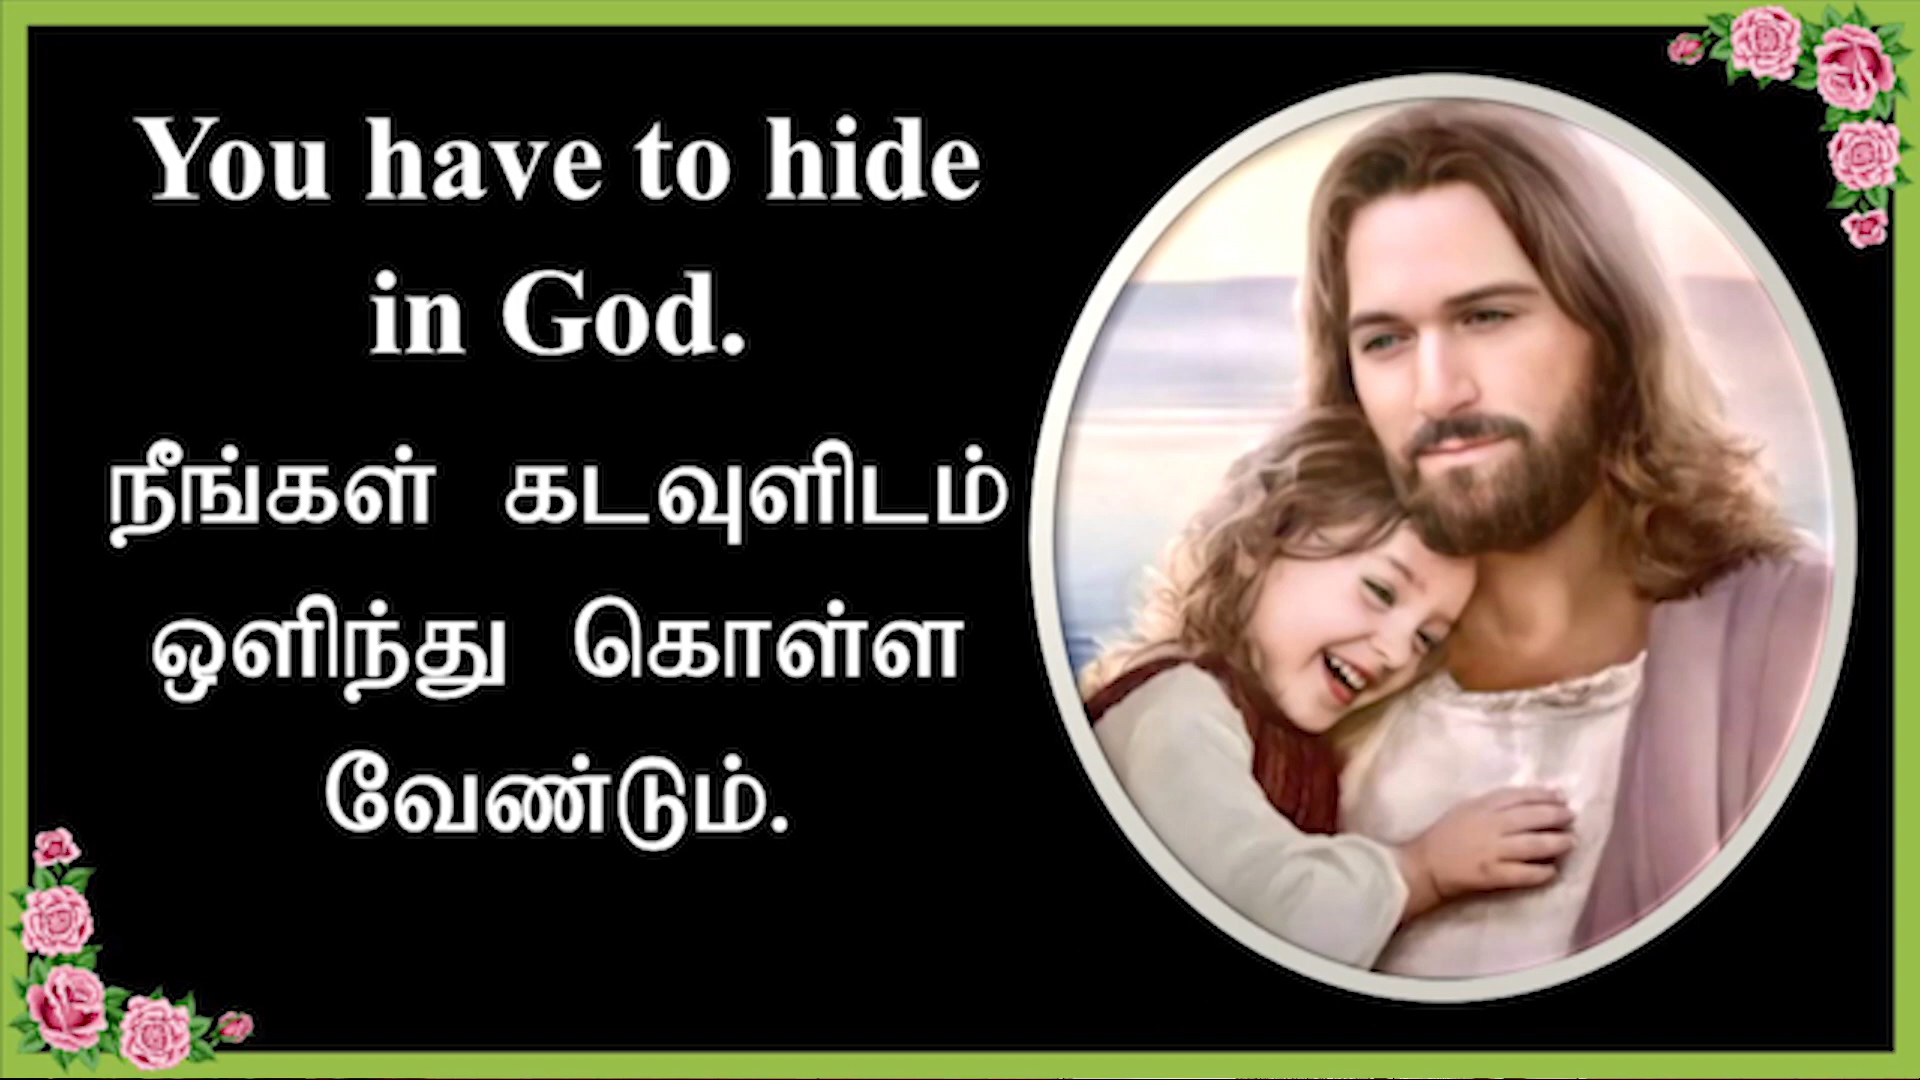 You have to hide
in God.
நீங்கள் கடவுளிடம்
ஒளிந்து கொள்ள
வேண்டும்.